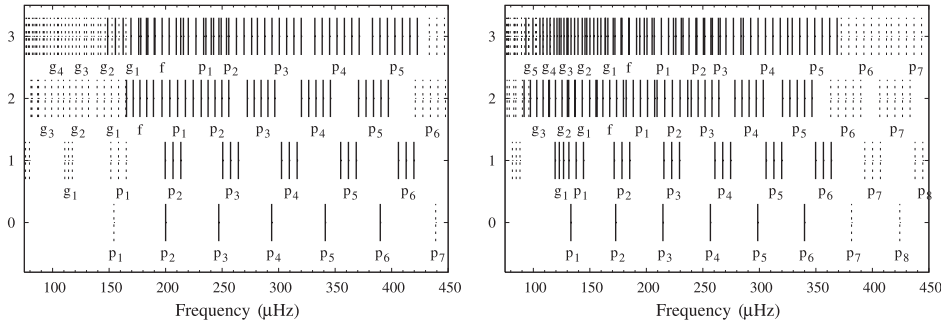 3
g4 g3 g2 g1 f p1 p2 p3 p4 p5
2
g3 g2 g1 f p1 p2 p3 p4 p5 p6
1
g1 p1 p2 p3 p4 p5 p6
0
p1 p2 p3 p4 p5 p6 p7
100 150 200 250 300 350 400 450
Frequency (μHz)
3
g5 g4 g3 g2 g1 f p1 p2 p3 p4 p5 p6 p7
2
g3 g2 g1 f p1 p2 p3 p4 p5 p6 p7
1
g1 p1 p2 p3 p4 p5 p6 p7 p8
0
p1 p2 p3 p4 p5 p6 p7 p8
100 150 200 250 300 350 400 450
Frequency (μHz)